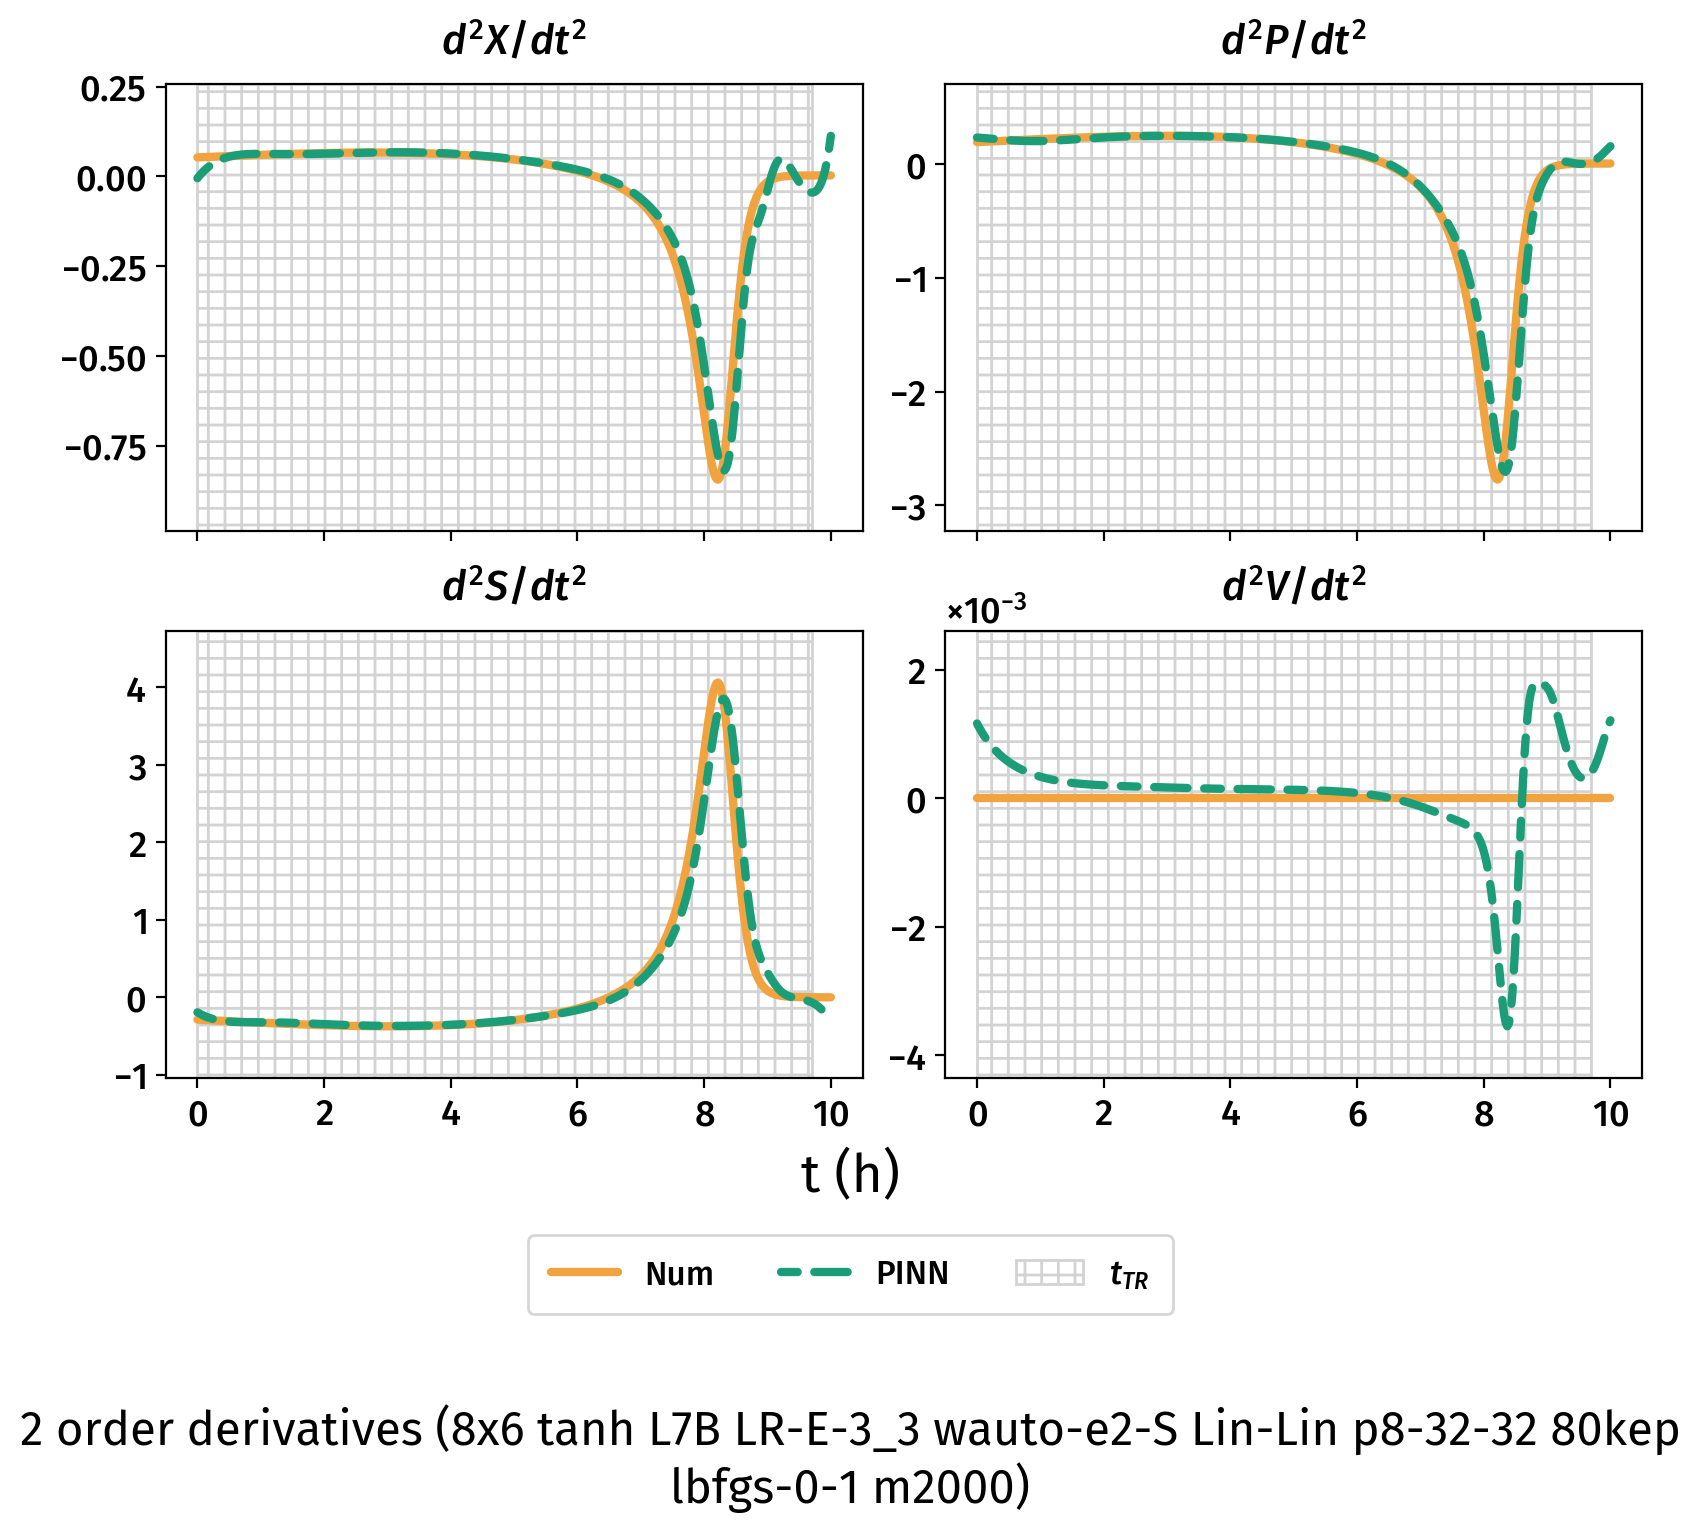 d²X/dt²
d²P/dt²
0.25
0.00
−0.25
−0.50
−0.75
0
−1
−2
−3
d²S/dt²
d²V/dt²
×10⁻³
4
3
2
1
0
−1
2
0
−2
−4
0 2 4 6 8 10
0 2 4 6 8 10
t (h)
Num PINN t_TR
2 order derivatives (8x6 tanh L7B LR-E-3_3 wauto-e2-S Lin-Lin p8-32-32 80kep
lbfgs-0-1 m2000)